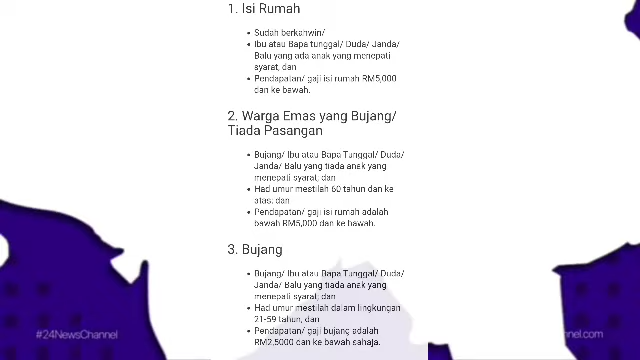 1. Isi Rumah
Sudah berkahwin/
Ibu atau Bapa tunggal/ Duda/ Janda/
Balu yang ada anak yang menepati
syarat; dan
Pendapatan/ gaji isi rumah RM5,000
dan ke bawah.
2. Warga Emas yang Bujang/
Tiada Pasangan
Bujang/ Ibu atau Bapa Tunggal/ Duda/
Janda/ Balu yang tiada anak yang
menepati syarat; dan
Had umur mestilah 60 tahun dan ke
atas; dan
Pendapatan/ gaji isi rumah adalah
bawah RM5,000 dan ke bawah.
3. Bujang
Bujang/ Ibu atau Bapa Tunggal/ Duda/
Janda/ Balu yang tiada anak yang
menepati syarat; dan
Had umur mestilah dalam lingkungan
21-59 tahun; dan
Pendapatan/ gaji bujang adalah
RM2,5000 dan ke bawah sahaja.
#24NewsChannel
el.com